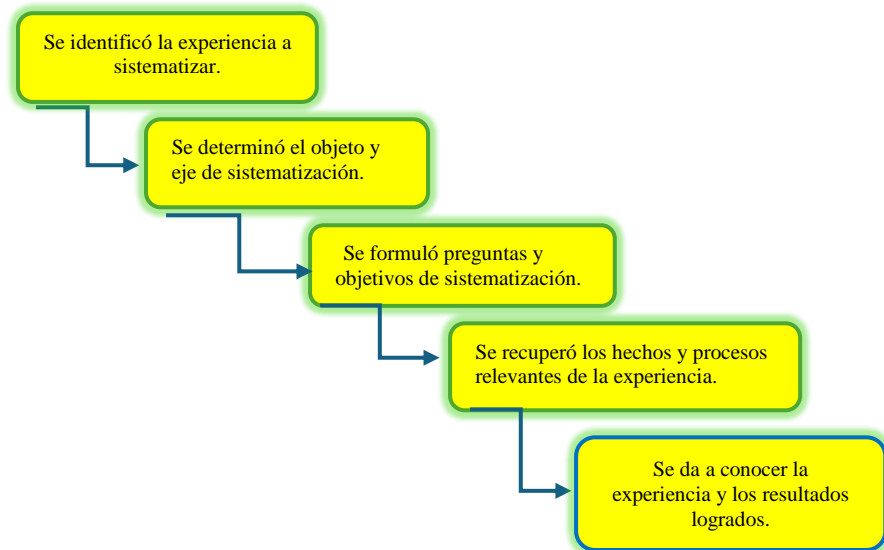 Se identificó la experiencia a
sistematizar.
Se determinó el objeto y
eje de sistematización.
Se formuló preguntas y
objetivos de sistematización.
Se recuperó los hechos y procesos
relevantes de la experiencia.
Se da a conocer la
experiencia y los resultados
logrados.